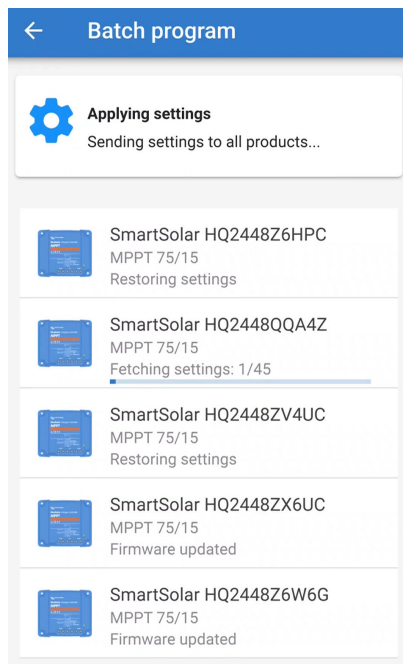 Batch program
Applying settings
Sending settings to all products...
SmartSolar HQ2448Z6HPC
MPPT 75/15
Restoring settings
SmartSolar HQ2448QQA4Z
MPPT 75/15
Fetching settings: 1/45
SmartSolar HQ2448ZV4UC
MPPT 75/15
Restoring settings
SmartSolar HQ2448ZX6UC
MPPT 75/15
Firmware updated
SmartSolar HQ2448Z6W6G
MPPT 75/15
Firmware updated